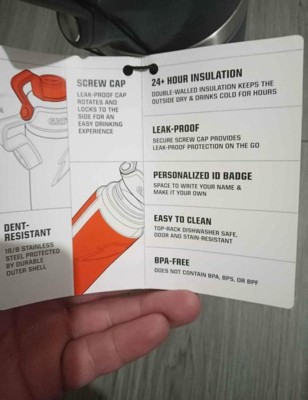 SCREW CAP
LEAK-PROOF CAP
ROTATES AND
LOCKS TO THE
SIDE FOR AN
EASY DRINKING
EXPERIENCE
DENT-
RESISTANT
18/8 STAINLESS
STEEL PROTECTED
BY DURABLE
OUTER SHELL
24+ HOUR INSULATION
DOUBLE-WALLED INSULATION KEEPS THE
OUTSIDE DRY & DRINKS COLD FOR HOURS
LEAK-PROOF
SECURE SCREW CAP PROVIDES
LEAK-PROOF PROTECTION ON THE GO
PERSONALIZED ID BADGE
SPACE TO WRITE YOUR NAME &
MAKE IT YOUR OWN
EASY TO CLEAN
TOP-RACK DISHWASHER SAFE,
ODOR AND STAIN-RESISTANT
BPA-FREE
DOES NOT CONTAIN BPA, BPS, OR BPF